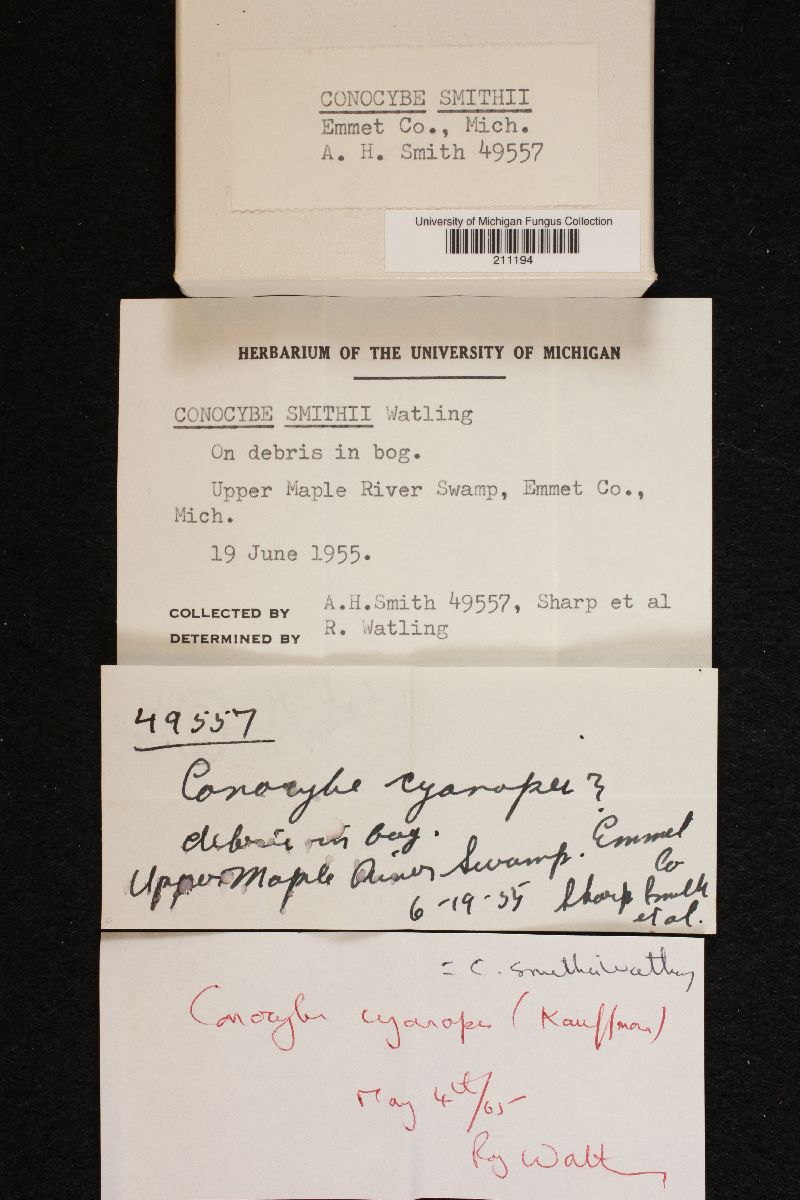 CONOCYBE SMITHII
Emmet Co., Mich.
A. H. Smith 49557
University of Michigan Fungus Collection
211194
HERBARIUM OF THE UNIVERSITY OF MICHIGAN
CONOCYBE SMITHII Watling
On debris in bog.
Upper Maple River Swamp, Emmet Co.,
Mich.
19 June 1955.
COLLECTED BY A.H.Smith 49557, Sharp et al
DETERMINED BY R. Watling
49557
Conocybe cyanopus ?
debris in bog.
Upper Maple River Swamp. Emmet
Co
6-19-55 Sharp Smith
et al.
= C. smithii Watling
Conocybe cyanopus (Kauffman)
May 4th/65
Roy Watling